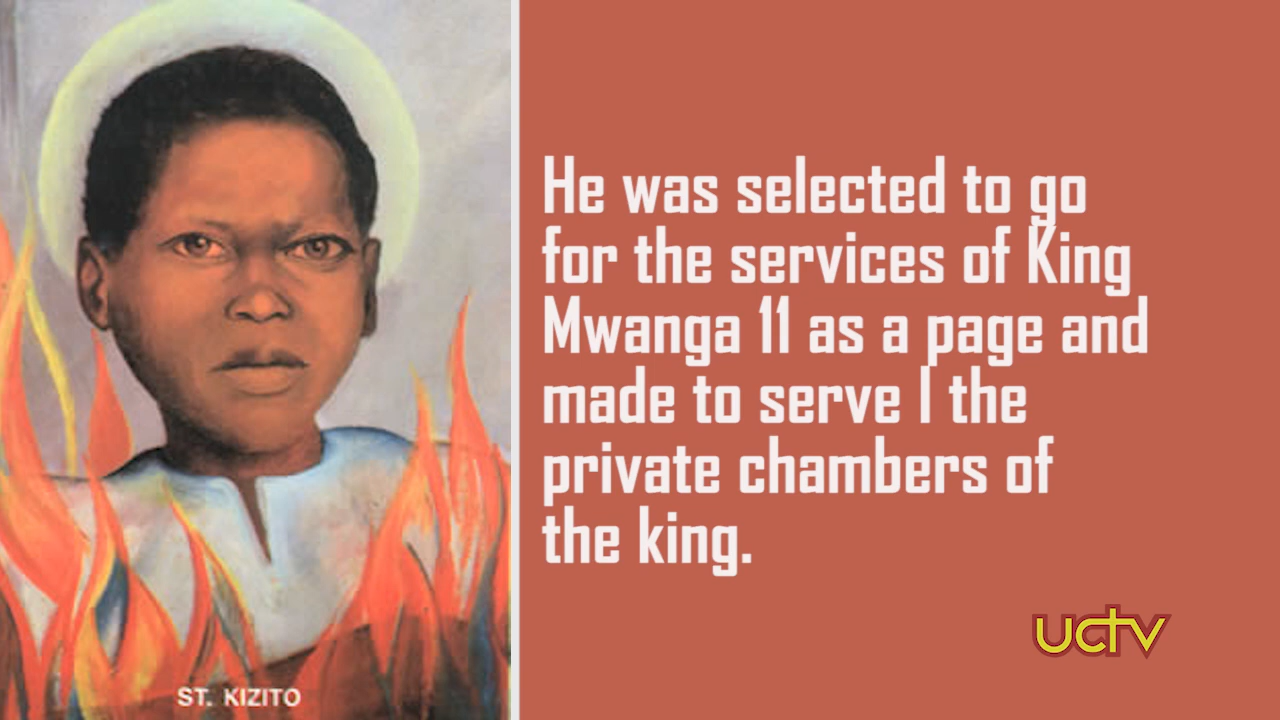 He was selected to go
for the services of King
Mwanga 11 as a page and
made to serve I the
private chambers of
the king.
ST. KIZITO
uctv